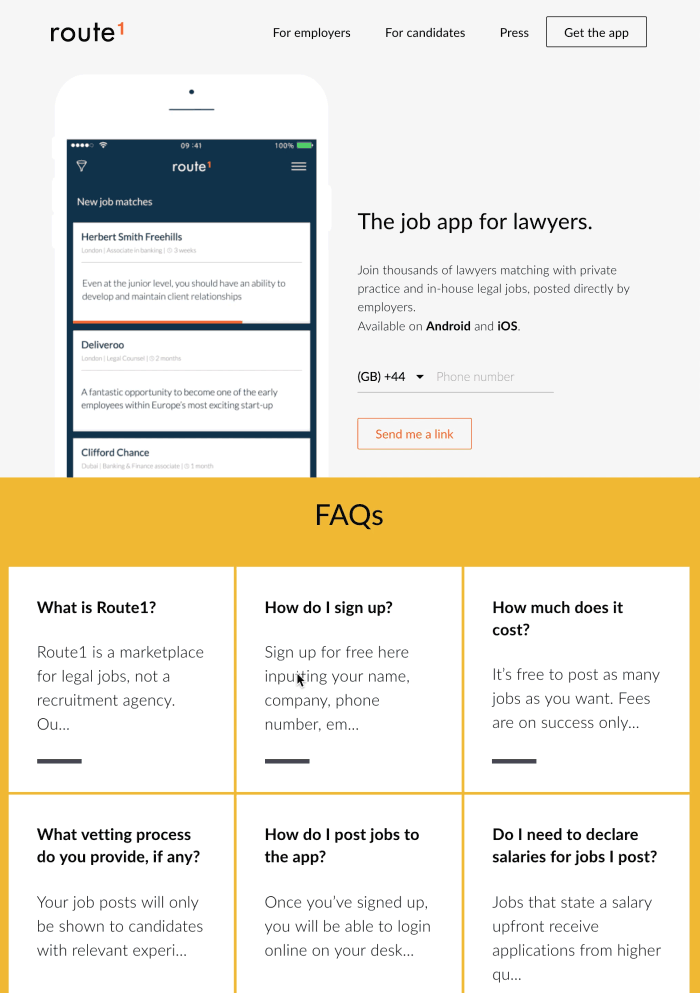 route1
For employers
For candidates
Press
Get the app
09:41
100%
route1
New job matches
Herbert Smith Freehills
London | Associate in banking | 3 weeks
Even at the junior level, you should have an ability to
develop and maintain client relationships
Deliveroo
London | Legal Counsel | 2 months
A fantastic opportunity to become one of the early
employees within Europe's most exciting start-up
Clifford Chance
Dubai | Banking & Finance associate | 1 month
The job app for lawyers.
Join thousands of lawyers matching with private
practice and in-house legal jobs, posted directly by
employers.
Available on Android and iOS.
(GB) +44
Phone number
Send me a link
FAQs
What is Route1?
Route1 is a marketplace
for legal jobs, not a
recruitment agency.
Ou...
How do I sign up?
Sign up for free here
inputting your name,
company, phone
number, em...
How much does it
cost?
It's free to post as many
jobs as you want. Fees
are on success only...
What vetting process
do you provide, if any?
Your job posts will only
be shown to candidates
with relevant experi...
How do I post jobs to
the app?
Once you've signed up,
you will be able to login
online on your desk...
Do I need to declare
salaries for jobs I post?
Jobs that state a salary
upfront receive
applications from higher
qu...